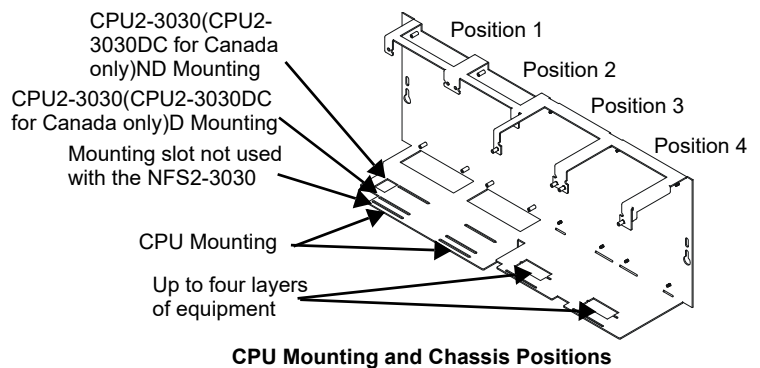 CPU2-3030(CPU2-
3030DC for Canada
only)ND Mounting
CPU2-3030(CPU2-3030DC
for Canada only)D Mounting
Mounting slot not used
with the NFS2-3030
CPU Mounting
Up to four layers
of equipment
Position 1
Position 2
Position 3
Position 4
CPU Mounting and Chassis Positions